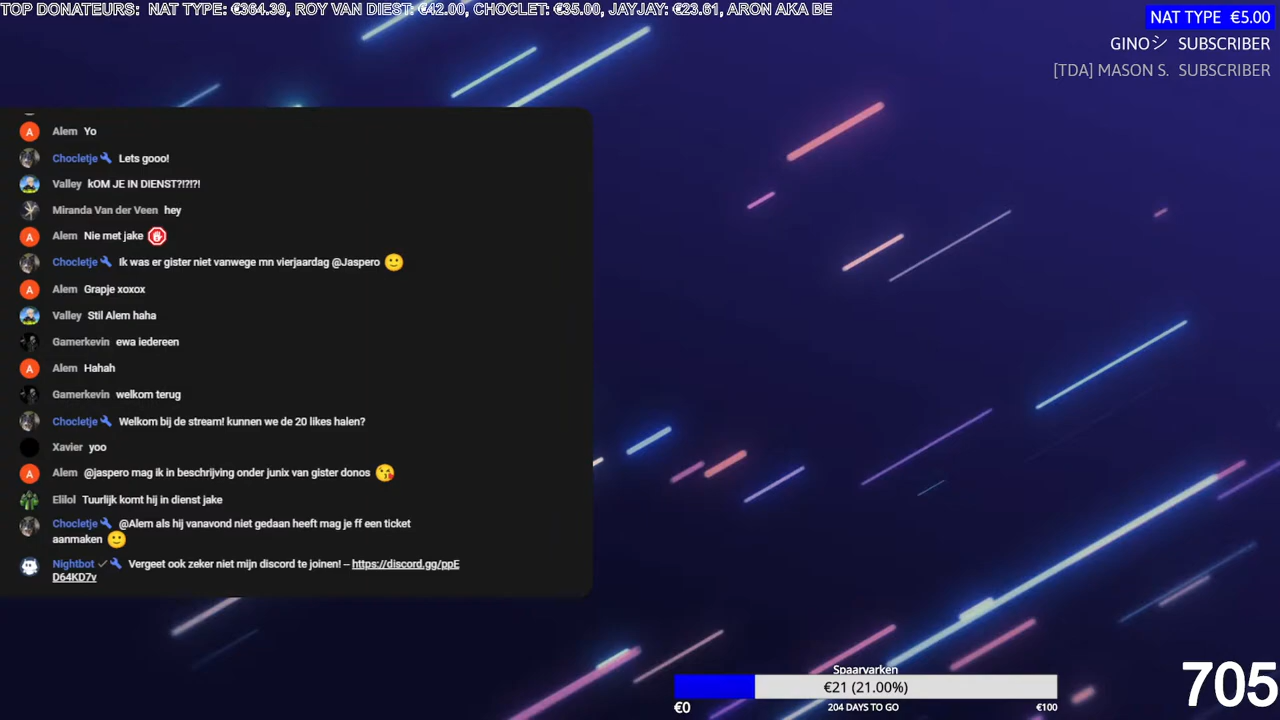 TOP DONATEURS: NAT TYPE: €364.39, ROY VAN DIEST: €42.00, CHOCLET: €35.00, JAYJAY: €23.61, ARON AKA BE
NAT TYPE €5.00
GINOシ SUBSCRIBER
[TDA] MASON S. SUBSCRIBER
Alem Yo
Chocletje Lets gooo!
Valley kOM JE IN DIENST?!?!?!
Miranda Van der Veen hey
Alem Nie met jake
Chocletje Ik was er gister niet vanwege mn vierjaardag @Jaspero 🙂
Alem Grapje xoxox
Valley Stil Alem haha
Gamerkevin ewa iedereen
Alem Hahah
Gamerkevin welkom terug
Chocletje Welkom bij de stream! kunnen we de 20 likes halen?
Xavier yoo
Alem @jaspero mag ik in beschrijving onder junix van gister donos 😘
Elilol Tuurlijk komt hij in dienst jake
Chocletje @Alem als hij vanavond niet gedaan heeft mag je ff een ticket
aanmaken 🙂
Nightbot Vergeet ook zeker niet mijn discord te joinen! – https://discord.gg/ppE
D64KD7v
Spaarvarken
€21 (21.00%)
€0 204 DAYS TO GO €100
705